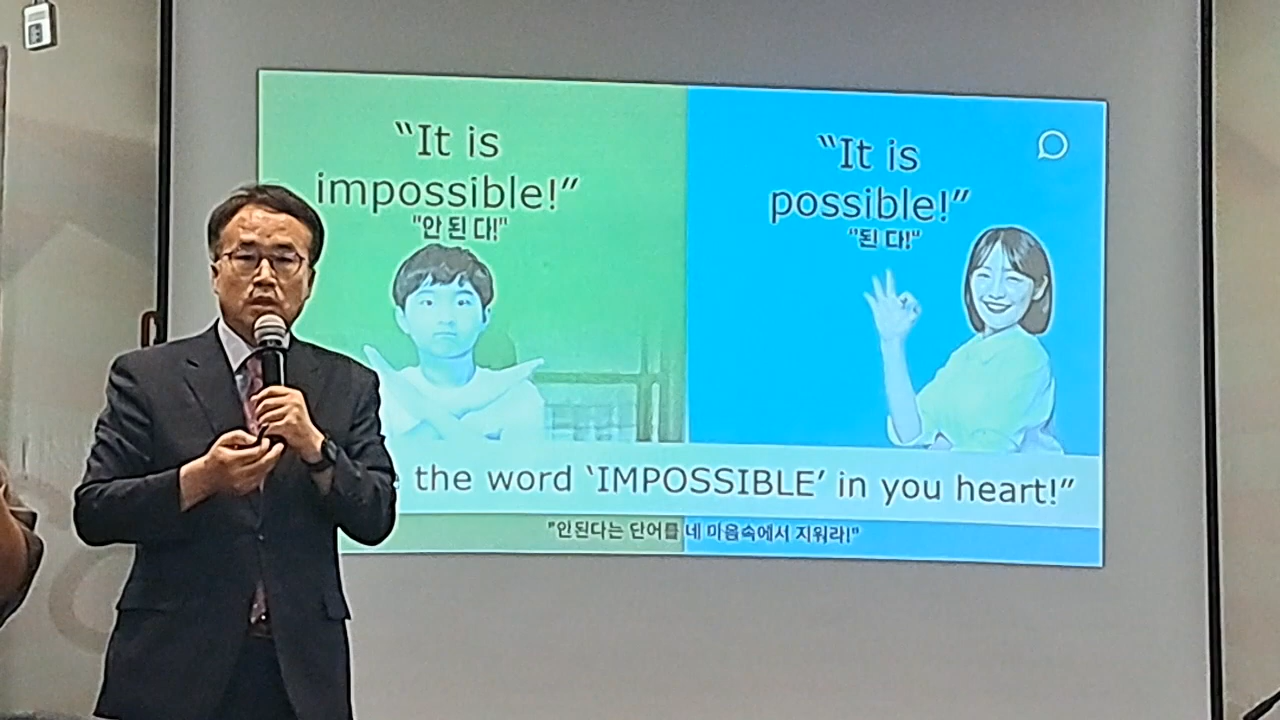 “It is
impossible!”
"안 된 다!"
“It is
possible!”
"된 다!"
the word ‘IMPOSSIBLE’ in you heart!”
"안된다는 단어를 네 마음속에서 지워라!"